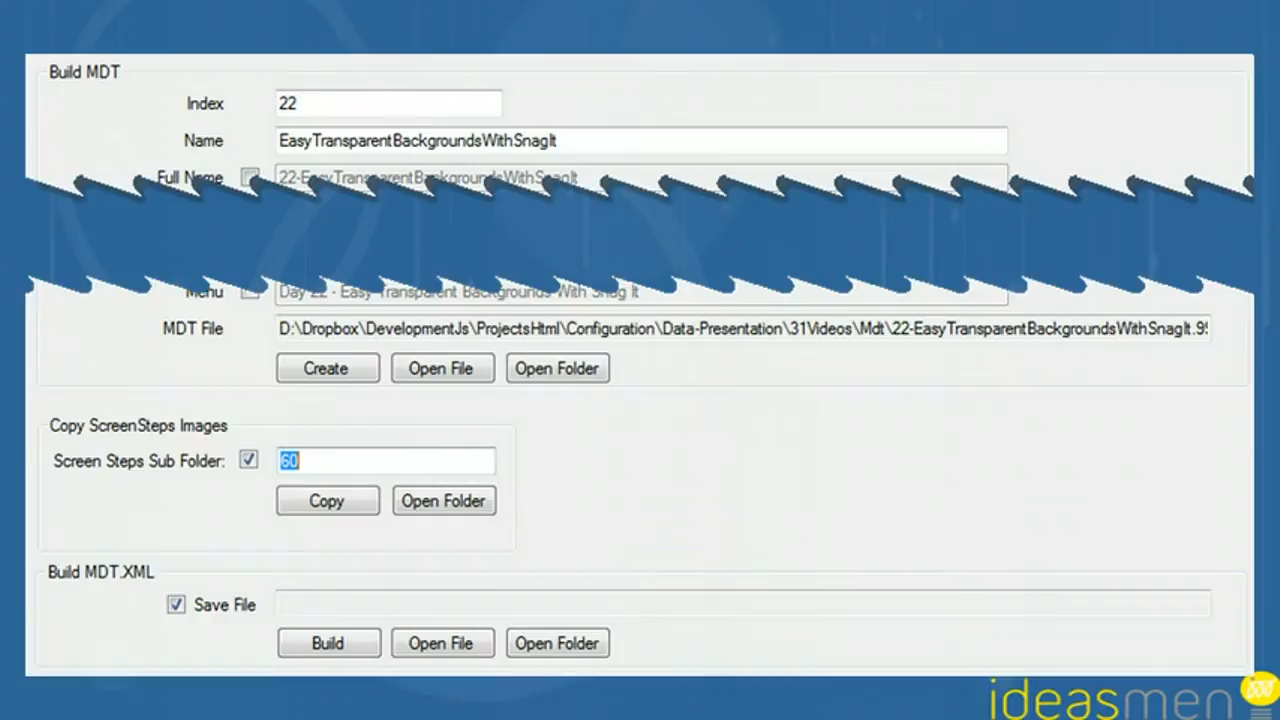 Build MDT
Index 22
Name EasyTransparentBackgroundsWithSnagIt
Full Name 22-EasyTransparentBackgroundsWithSnagIt
Menu Day 22 - Easy Transparent Backgrounds With Snag It
MDT File D:\Dropbox\DevelopmentJs\ProjectsHtml\Configuration\Data-Presentation\31Videos\Mdt\22-EasyTransparentBackgroundsWithSnagIt.9
Create Open File Open Folder
Copy ScreenSteps Images
Screen Steps Sub Folder: 60
Copy Open Folder
Build MDT.XML
Save File
Build Open File Open Folder
ideasmen